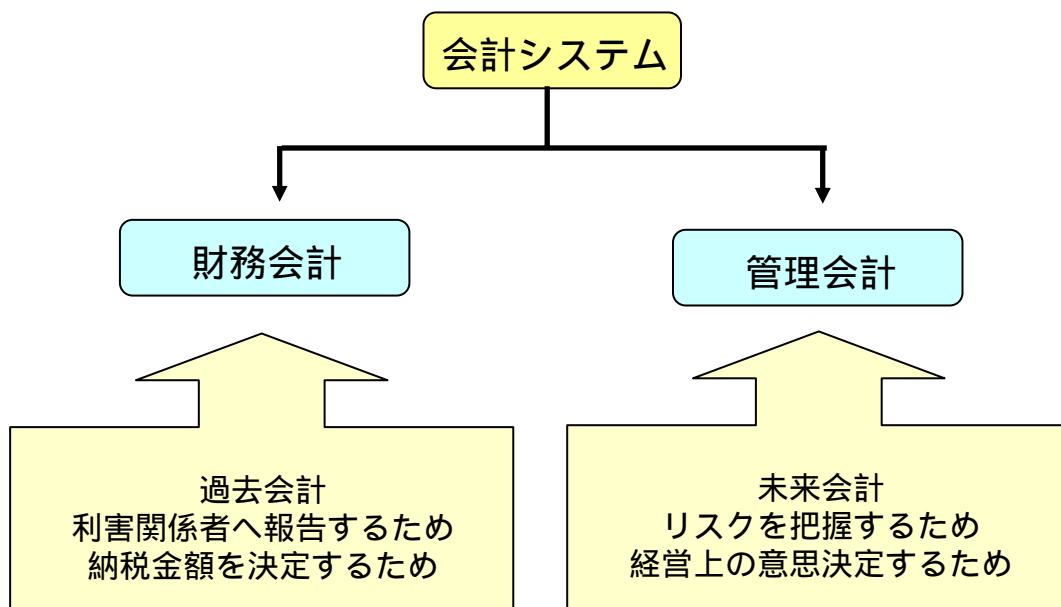 会計システム
財務会計
管理会計
過去会計
利害関係者へ報告するため
納税金額を決定するため
未来会計
リスクを把握するため
経営上の意思決定するため